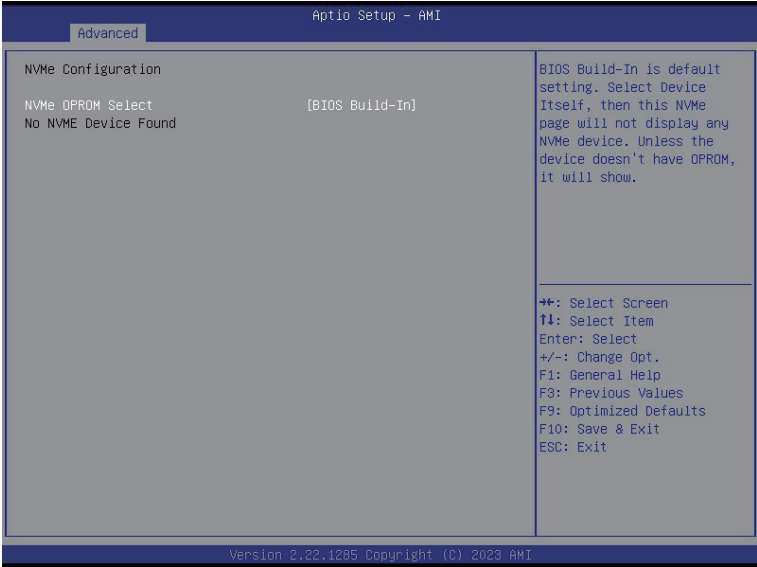 Aptio Setup – AMI
Advanced
NVMe Configuration
NVMe OPROM Select [BIOS Build-In]
No NVME Device Found
BIOS Build-In is default
setting. Select Device
Itself, then this NVMe
page will not display any
NVMe device. Unless the
device doesn't have OPROM,
it will show.
→←: Select Screen
↑↓: Select Item
Enter: Select
+/-: Change Opt.
F1: General Help
F3: Previous Values
F9: Optimized Defaults
F10: Save & Exit
ESC: Exit
Version 2.22.1285 Copyright (C) 2023 AMI